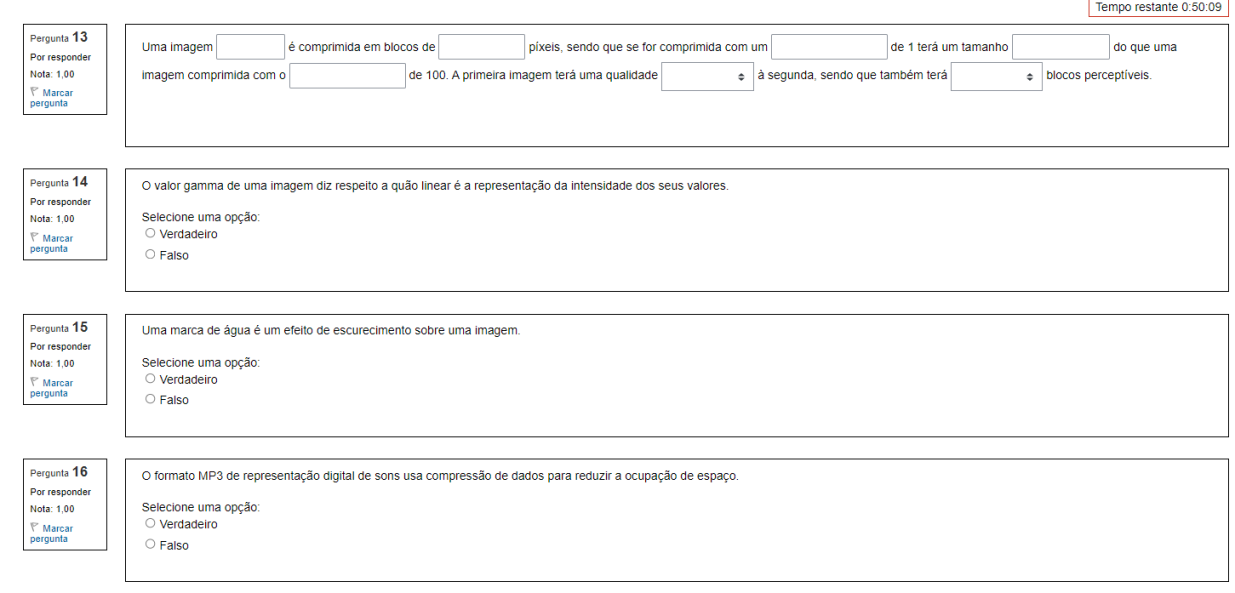 Tempo restante 0:50:09
Pergunta 13
Por responder
Nota: 1,00
Marcar
pergunta
Uma imagem é comprimida em blocos de píxeis, sendo que se for comprimida com um de 1 terá um tamanho do que uma
imagem comprimida com o de 100. A primeira imagem terá uma qualidade à segunda, sendo que também terá blocos perceptíveis.
Pergunta 14
Por responder
Nota: 1,00
Marcar
pergunta
O valor gamma de uma imagem diz respeito a quão linear é a representação da intensidade dos seus valores.
Selecione uma opção:
Verdadeiro
Falso
Pergunta 15
Por responder
Nota: 1,00
Marcar
pergunta
Uma marca de água é um efeito de escurecimento sobre uma imagem.
Selecione uma opção:
Verdadeiro
Falso
Pergunta 16
Por responder
Nota: 1,00
Marcar
pergunta
O formato MP3 de representação digital de sons usa compressão de dados para reduzir a ocupação de espaço.
Selecione uma opção:
Verdadeiro
Falso